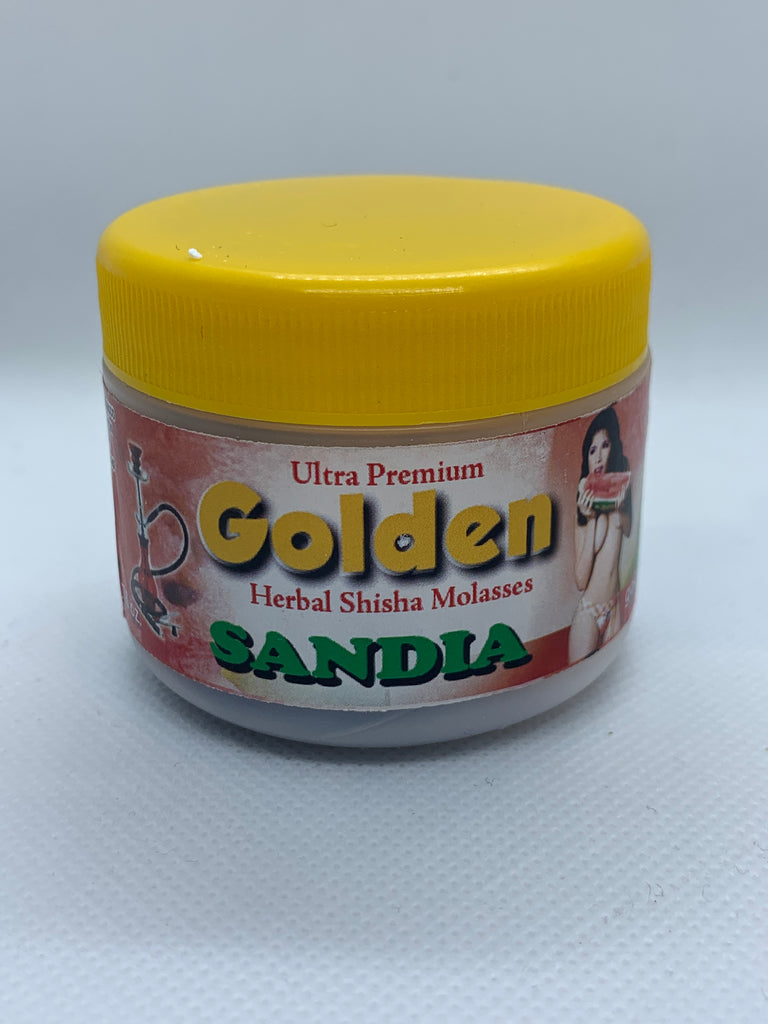 Ultra Premium
Golden
Herbal Shisha Molasses
SANDIA